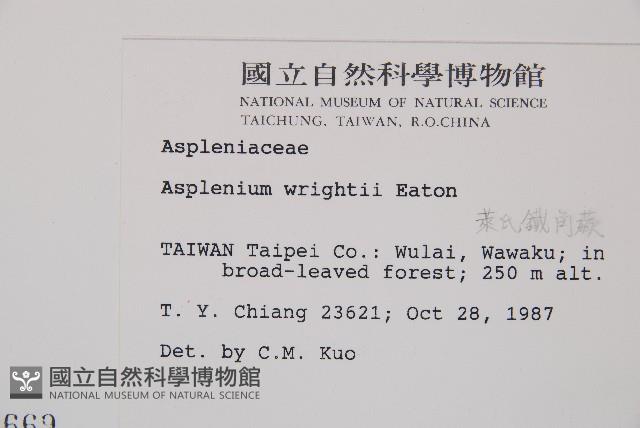 國立自然科學博物館
NATIONAL MUSEUM OF NATURAL SCIENCE
TAICHUNG, TAIWAN, R.O.CHINA
Aspleniaceae
Asplenium wrightii Eaton
萊氏鐵角蕨
TAIWAN Taipei Co.: Wulai, Wawaku; in
broad-leaved forest; 250 m alt.
T. Y. Chiang 23621; Oct 28, 1987
Det. by C.M. Kuo
國立自然科學博物館
NATIONAL MUSEUM OF NATURAL SCIENCE
669